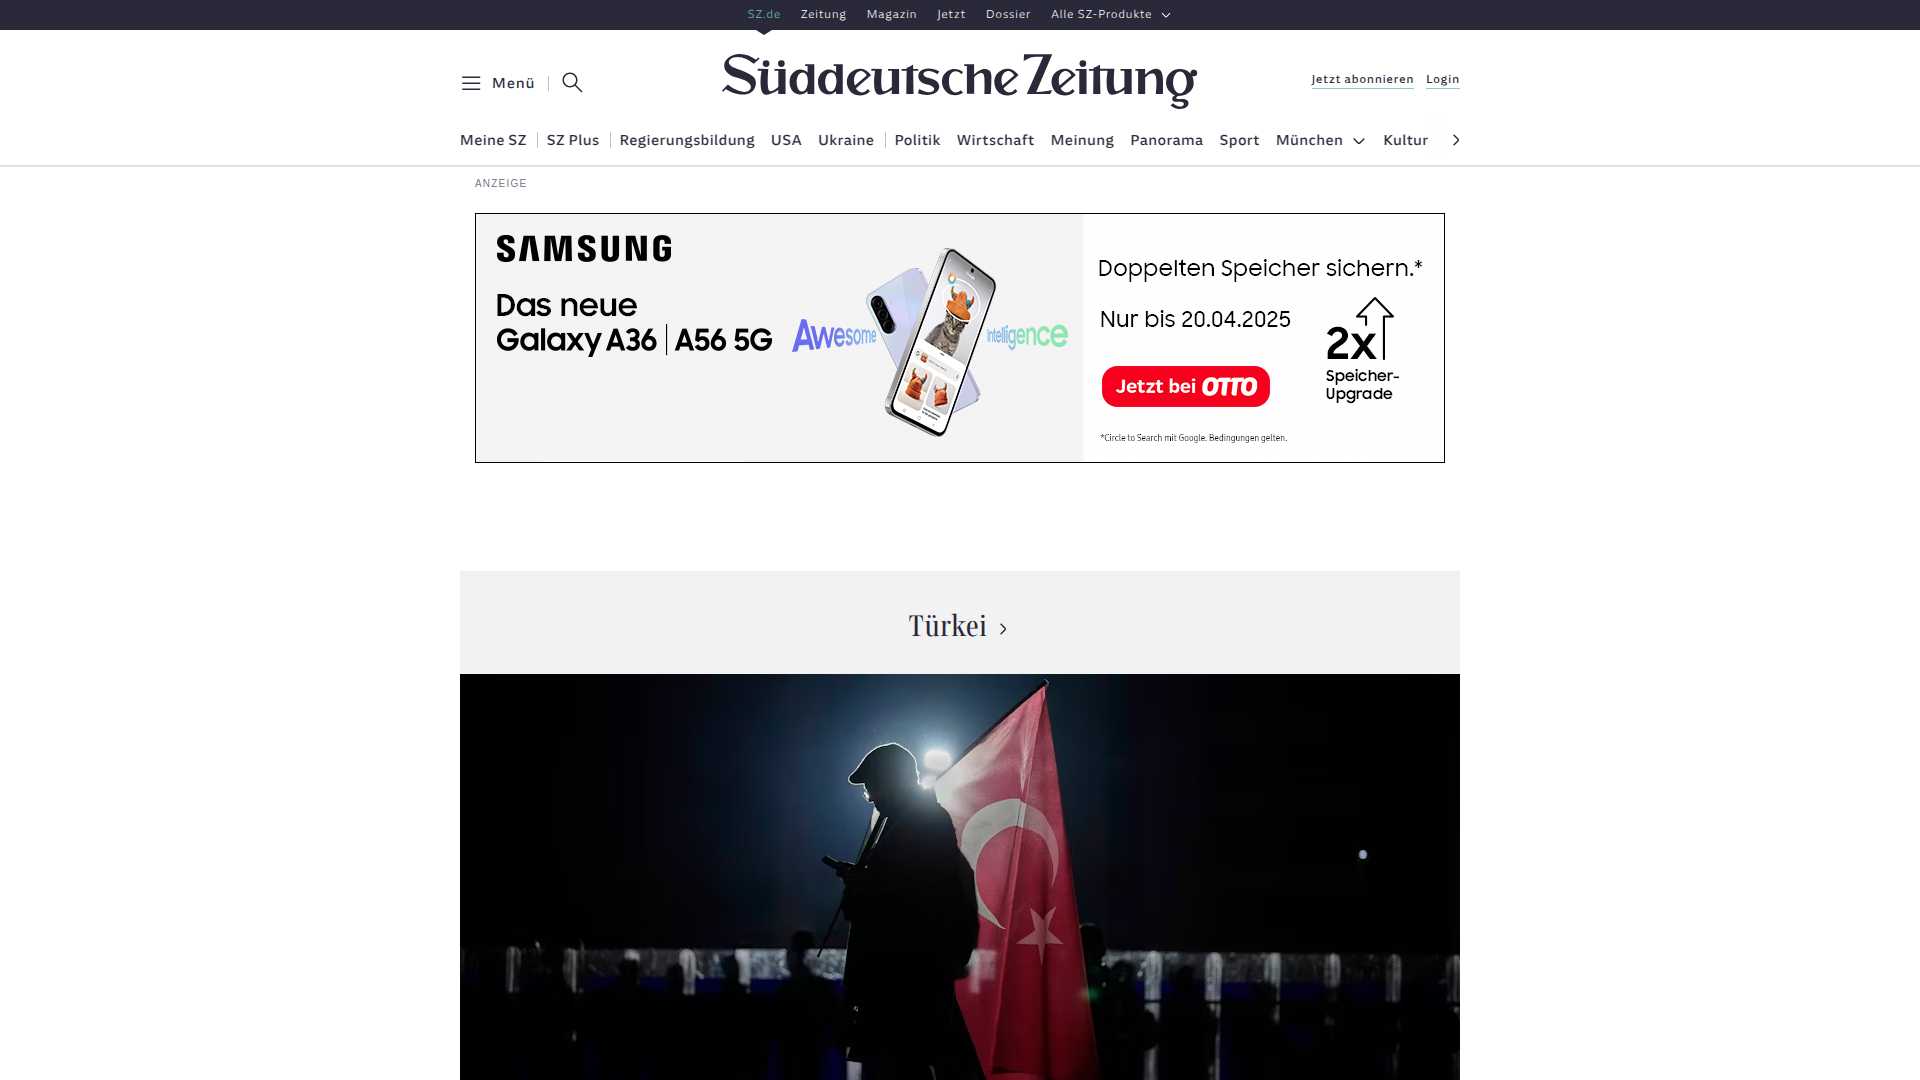 SZ.de Zeitung Magazin Jetzt Dossier Alle SZ-Produkte
Menü
Süddeutsche Zeitung
Jetzt abonnieren Login
Meine SZ SZ Plus Regierungsbildung USA Ukraine Politik Wirtschaft Meinung Panorama Sport München Kultur
ANZEIGE
SAMSUNG
Das neue
Galaxy A36 | A56 5G
Awesome
Intelligence
Doppelten Speicher sichern.*
Nur bis 20.04.2025
2x
Speicher-
Upgrade
Jetzt bei OTTO
*Circle to Search mit Google. Bedingungen gelten.
Türkei